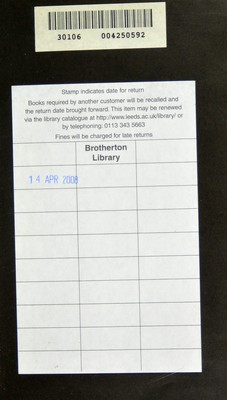 30106 004250592
Stamp indicates date for return
Books required by another customer will be recalled and
the return date brought forward. This item may be renewed
via the library catalogue at http://www.leeds.ac.uk/library/ or
by telephoning: 0113 343 5663
Fines will be charged for late returns
Brotherton
Library
14 APR 2008